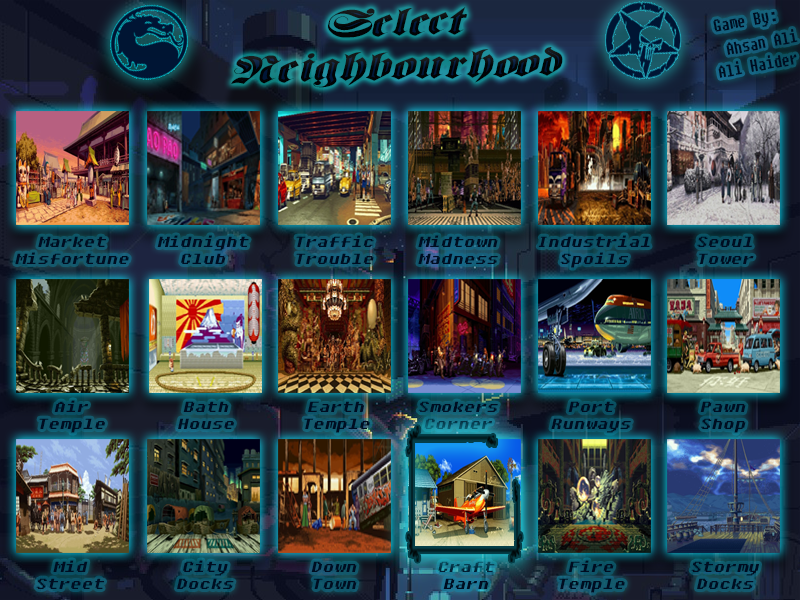 Select
Neighbourhood
Game By:
Ahsan Ali
Ali Haider
Market
Misfortune
Midnight
Club
Traffic
Trouble
Midtown
Madness
Industrial
Spoils
Seoul
Tower
Air
Temple
Bath
House
Earth
Temple
Smokers
Corner
Port
Runways
Pawn
Shop
Mid
Street
City
Docks
Down
Town
Craft
Barn
Fire
Temple
Stormy
Docks